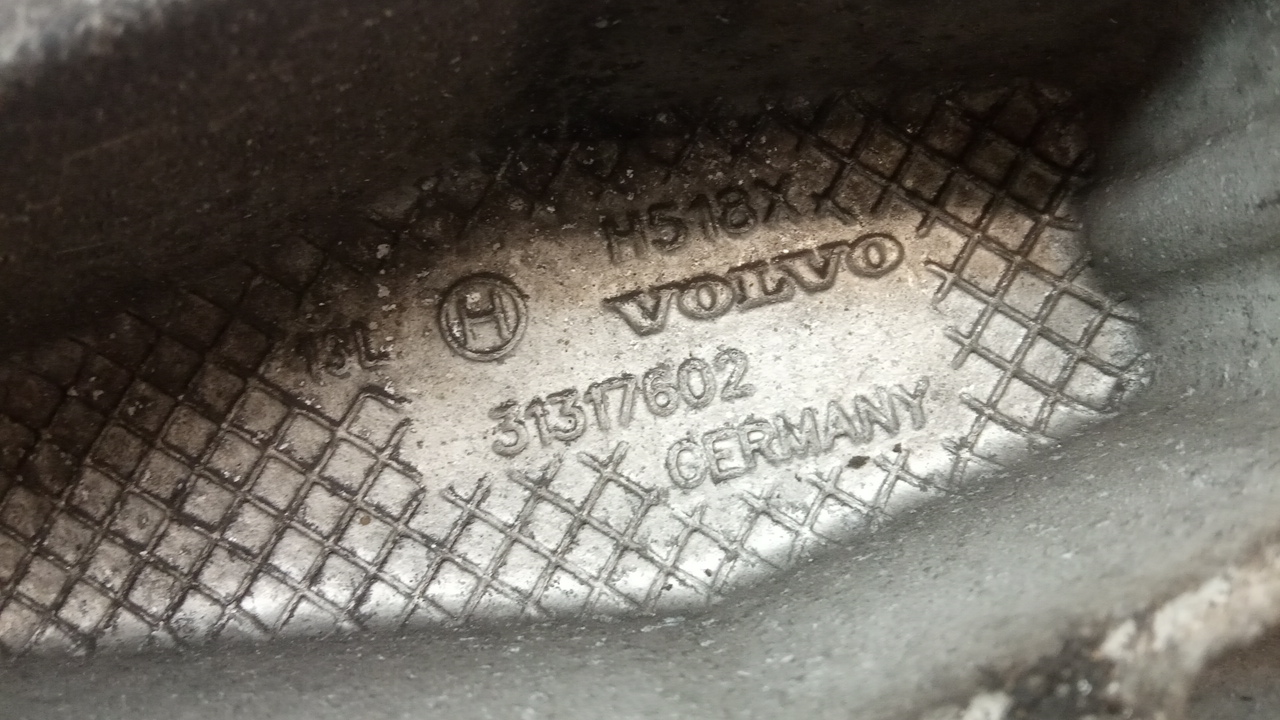 H518X
VOLVO
H
31317602
GERMANY